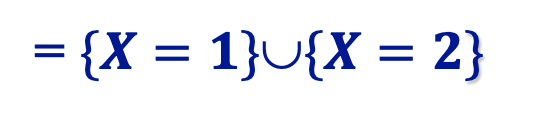 = {X = 1}∪{X = 2}